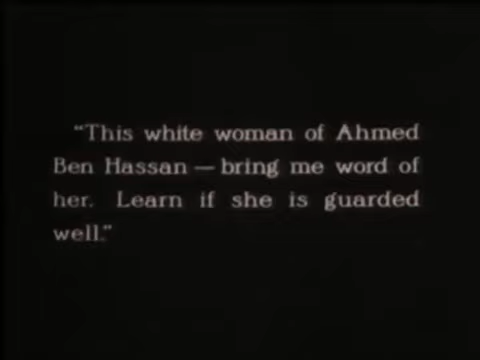 “This white woman of Ahmed
Ben Hassan — bring me word of
her. Learn if she is guarded
well.”